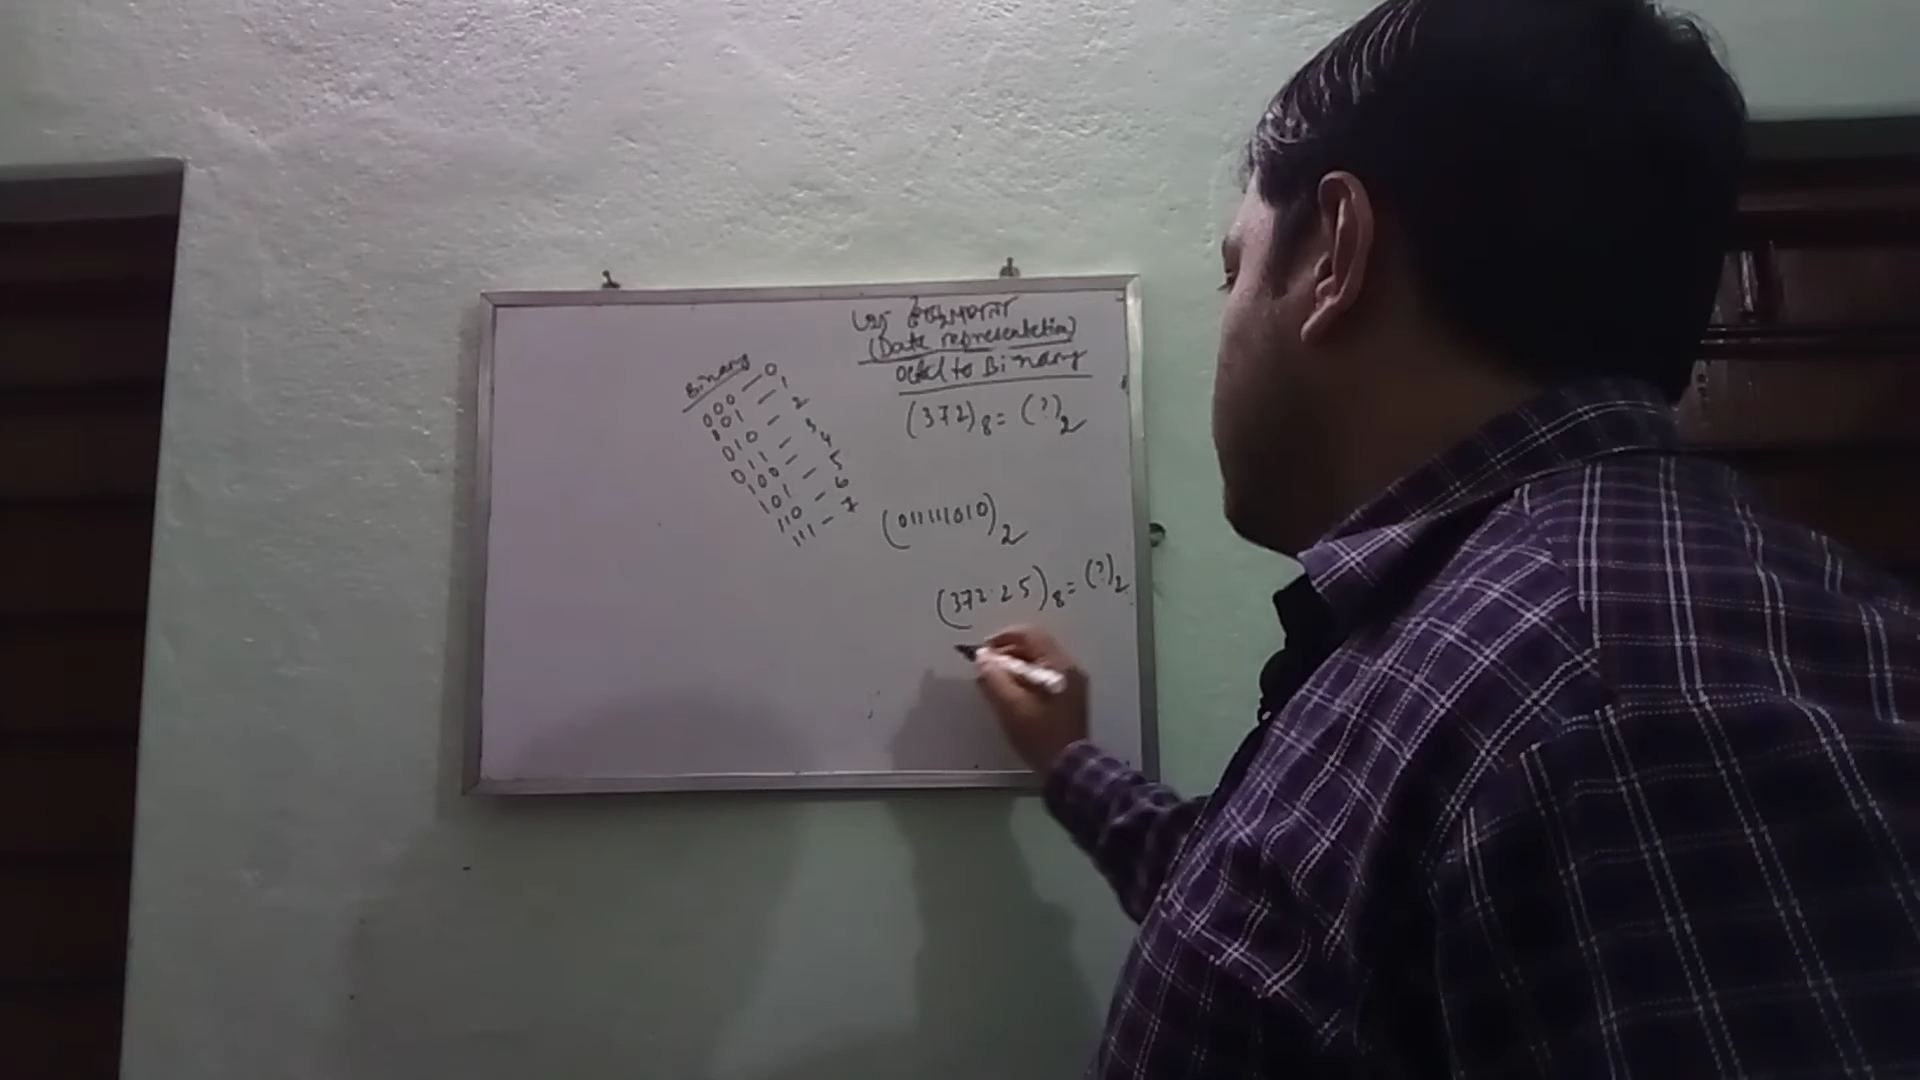 (Data representation)
Octal to Binary
(372)8 = (?)2
Binary
000 — 0
001 — 1
010 — 2
011 — 3
100 — 4
101 — 5
110 — 6
111 — 7
(011111010)2
(372.25)8 = (?)2